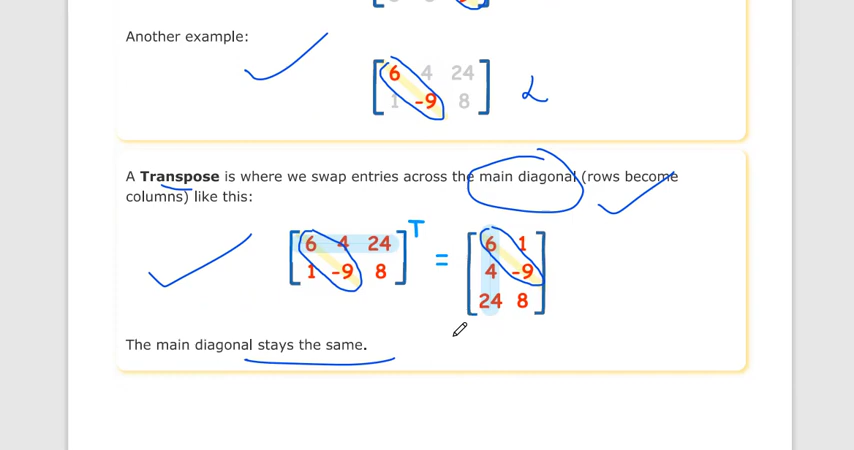 Another example:
6 4 24
1 -9 8
A Transpose is where we swap entries across the main diagonal (rows become
columns) like this:
6 4 24 T
1 -9 8
=
6 1
4 -9
24 8
The main diagonal stays the same.